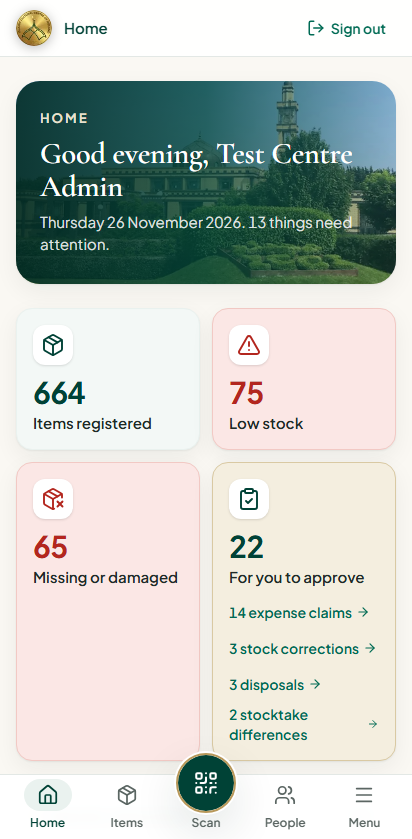 Home
Sign out
HOME
Good evening, Test Centre
Admin
Thursday 26 November 2026. 13 things need
attention.
664
Items registered
75
Low stock
65
Missing or damaged
22
For you to approve
14 expense claims
3 stock corrections
3 disposals
2 stocktake
differences
Home
Items
Scan
People
Menu